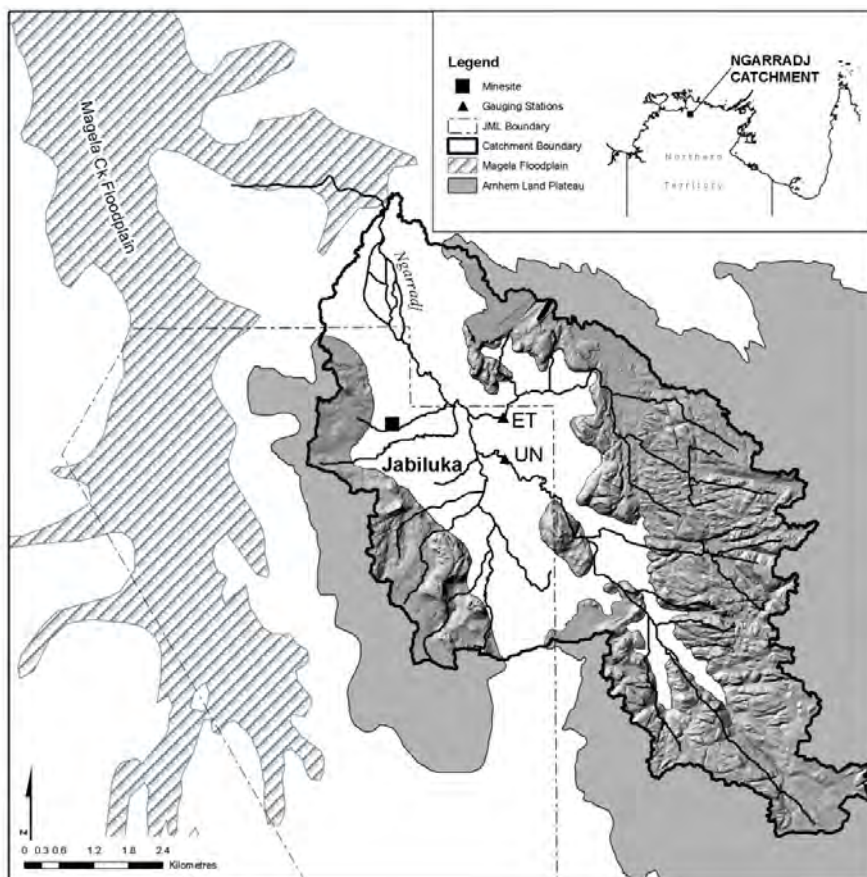 Legend
Minesite
Gauging Stations
JML Boundary
Catchment Boundary
Magela Floodplain
Arnhem Land Plateau
NGARRADJ
CATCHMENT
Northern
Territory
Magela Ck Floodplain
Ngarradj
ET
UN
Jabiluka
N
0 0.3 0.6 1.2 1.8 2.4
Kilometres